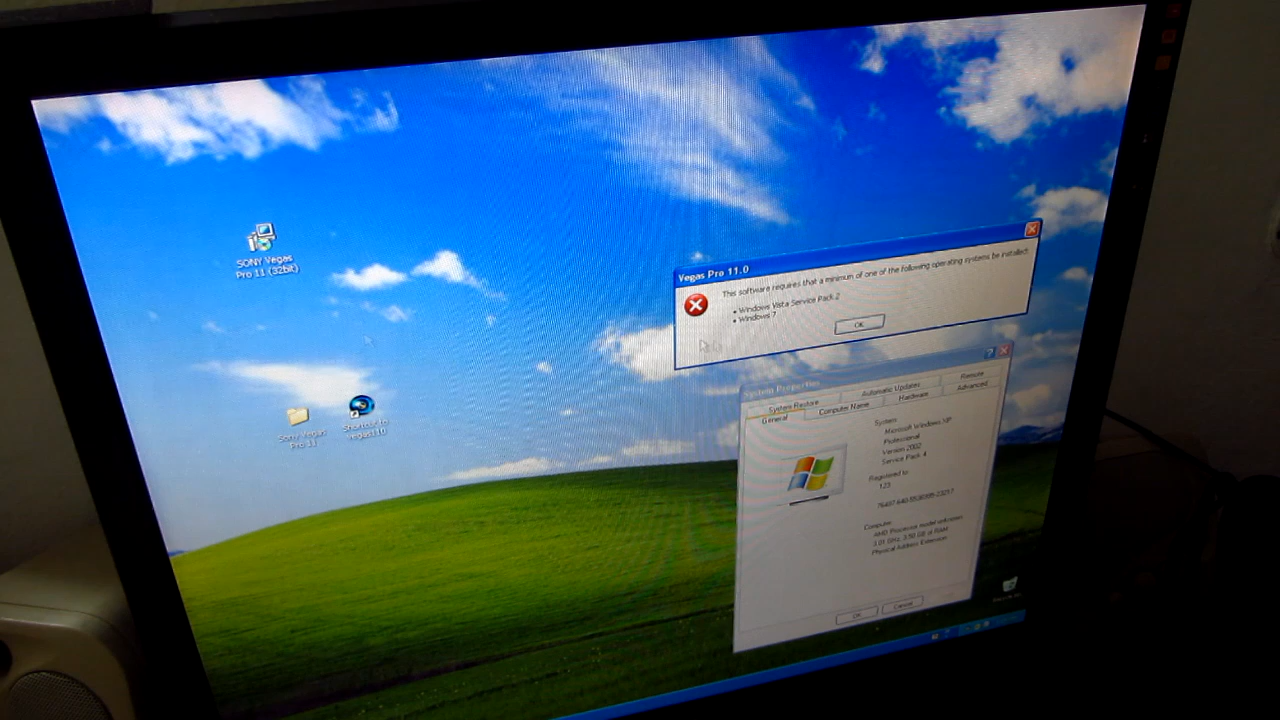 SONY Vegas
Pro 11 (32bit)
Sony Vegas
Pro 11
Shortcut to
vegas110
Vegas Pro 11.0
This software requires that a minimum of one of the following operating systems be installed:
• Windows Vista Service Pack 2
• Windows 7
OK
System Properties
System Restore
Automatic Updates
Remote
General
Computer Name
Hardware
Advanced
System:
Microsoft Windows XP
Professional
Version 2002
Service Pack 4
Registered to:
123
Computer:
AMD Processor model unknown
3.50 GB of RAM
Physical Address Extension
OK
Cancel